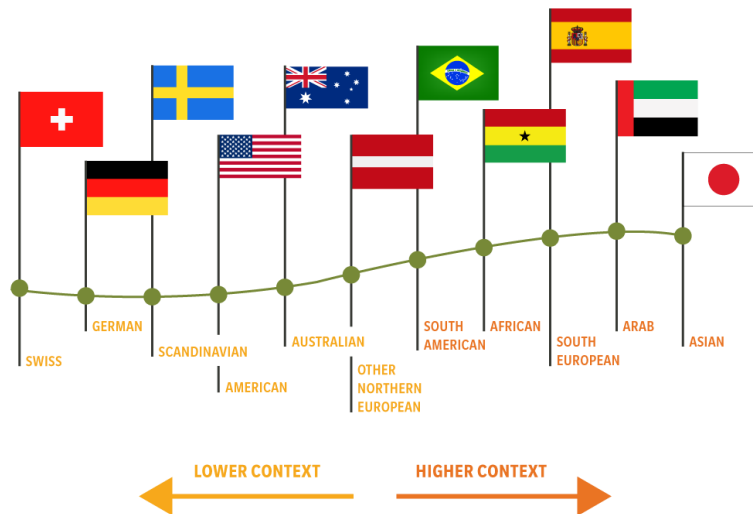 SWISS
GERMAN
SCANDINAVIAN
AMERICAN
AUSTRALIAN
OTHER
NORTHERN
EUROPEAN
SOUTH
AMERICAN
AFRICAN
SOUTH
EUROPEAN
ARAB
ASIAN
LOWER CONTEXT
HIGHER CONTEXT